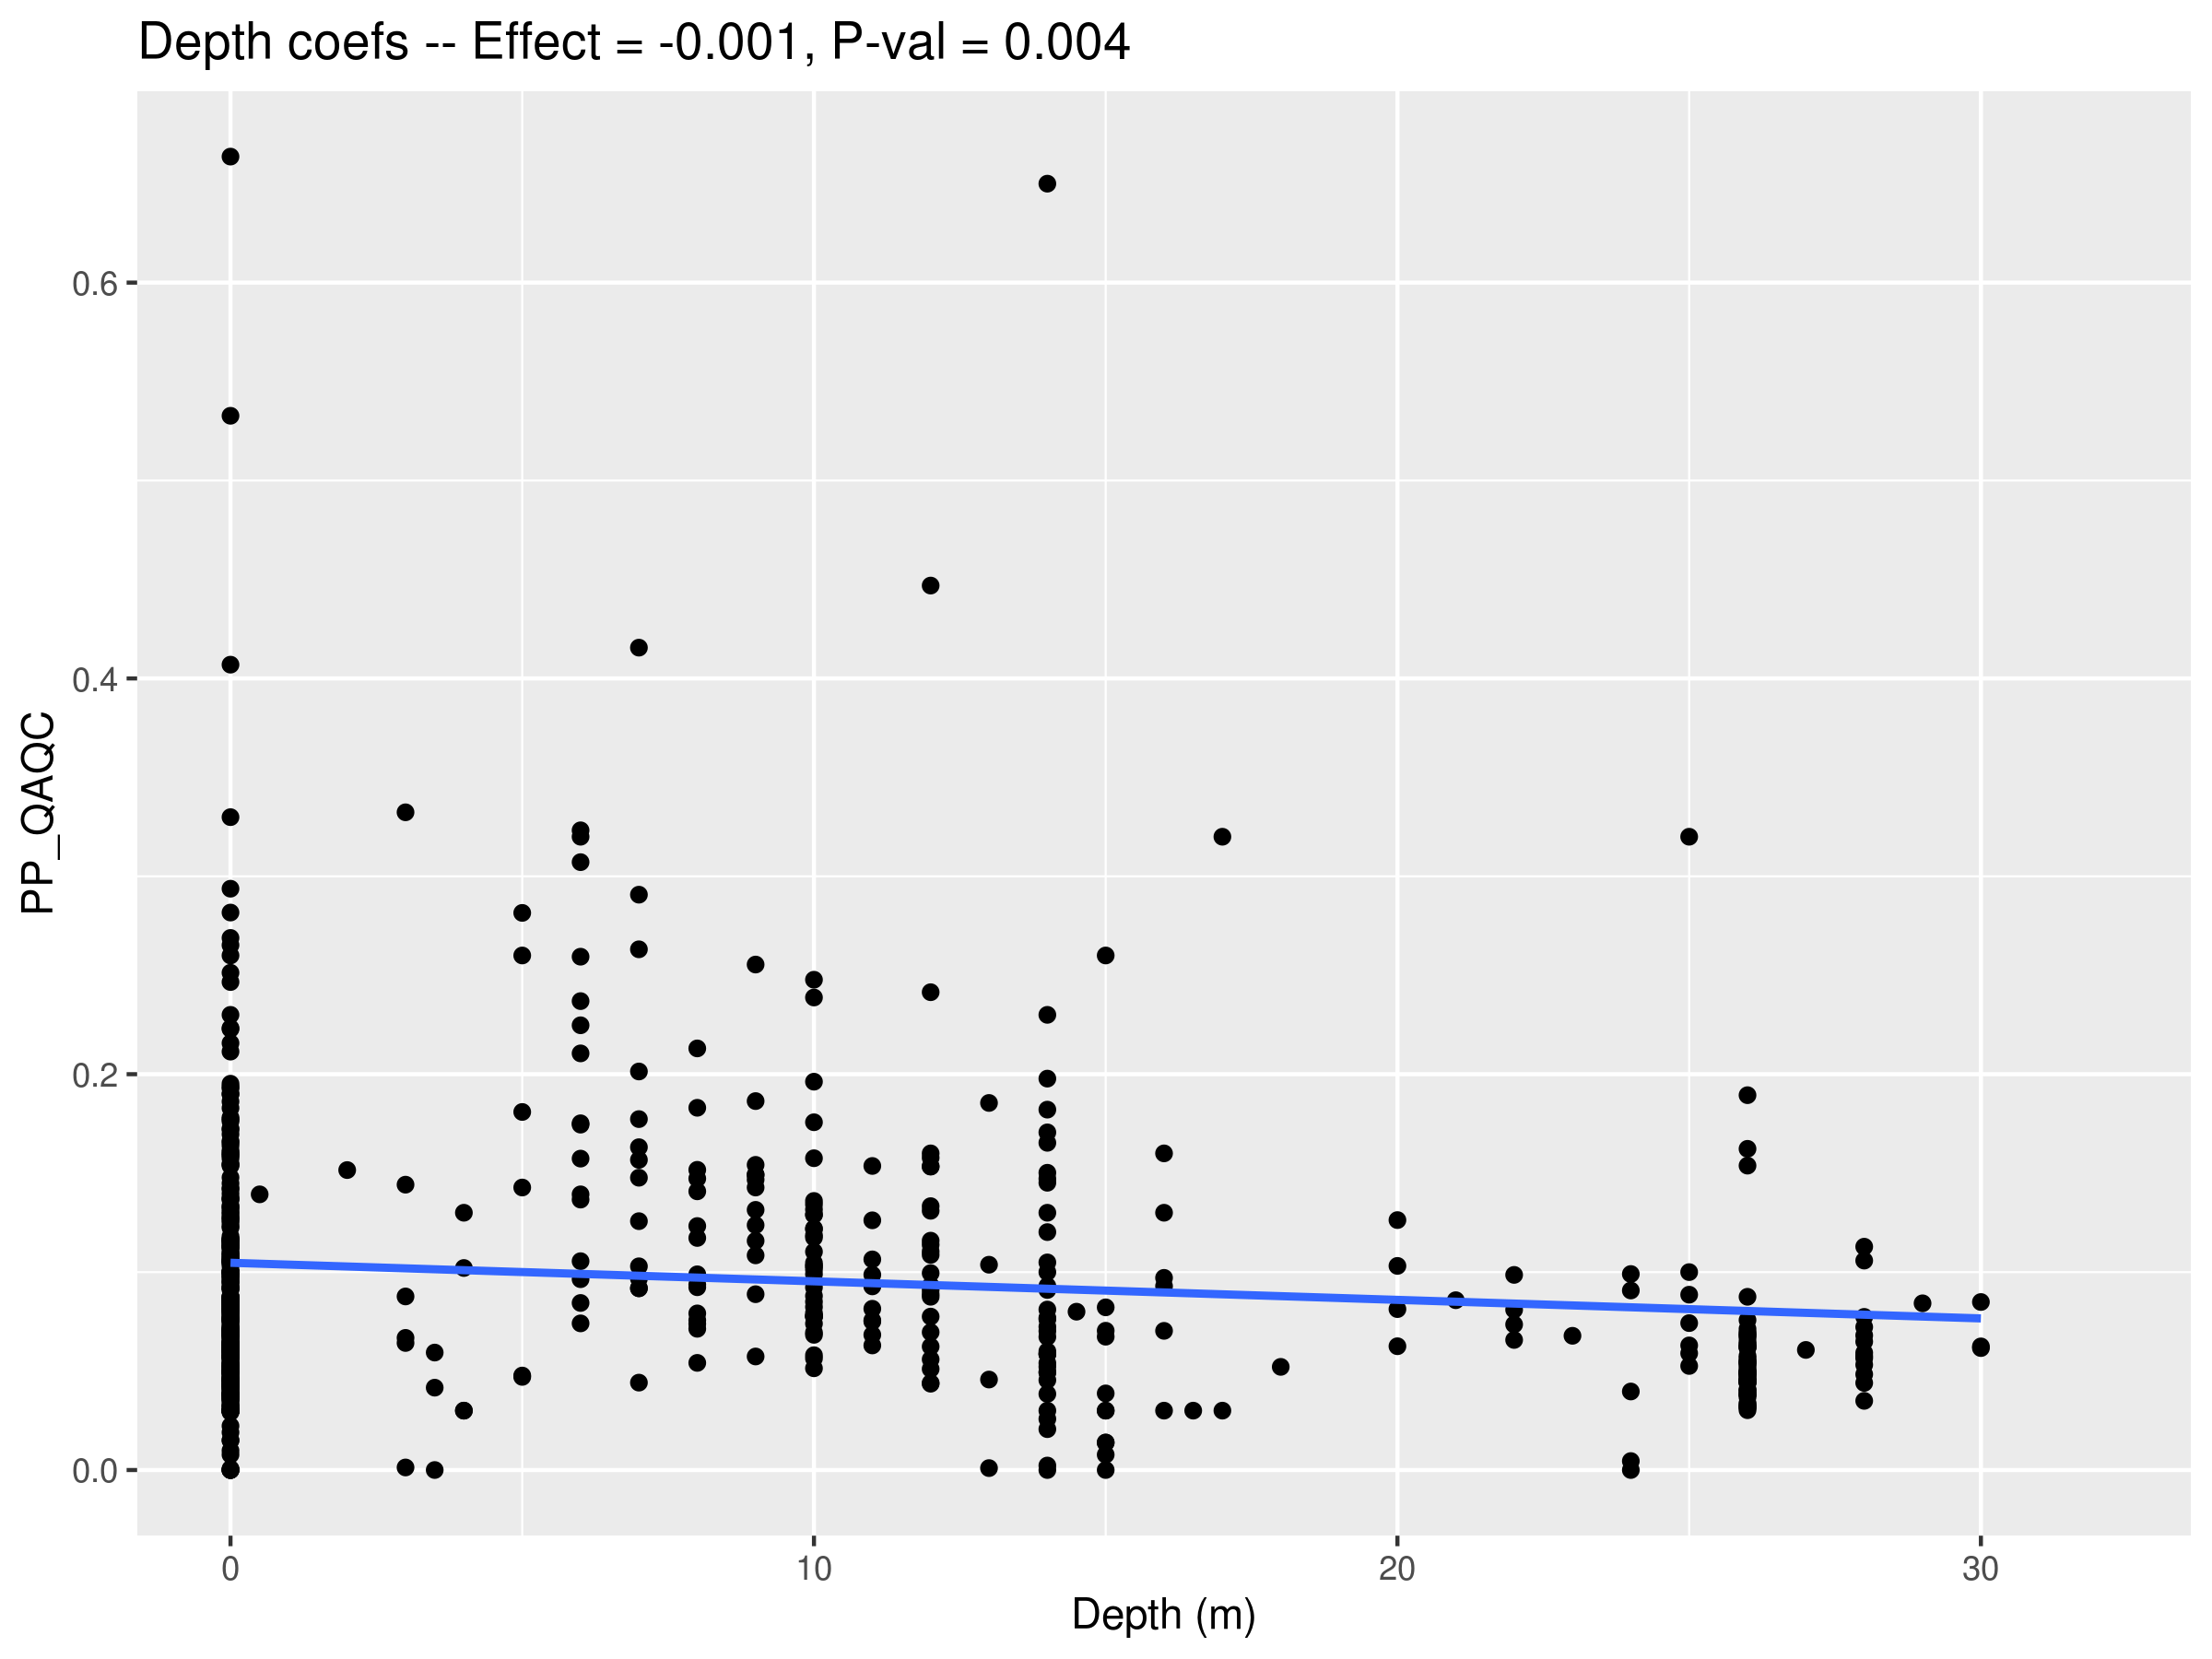 Depth coefs -- Effect = -0.001, P-val = 0.004
PP_QAQC
0.6
0.4
0.2
0.0
0 10 20 30
Depth (m)